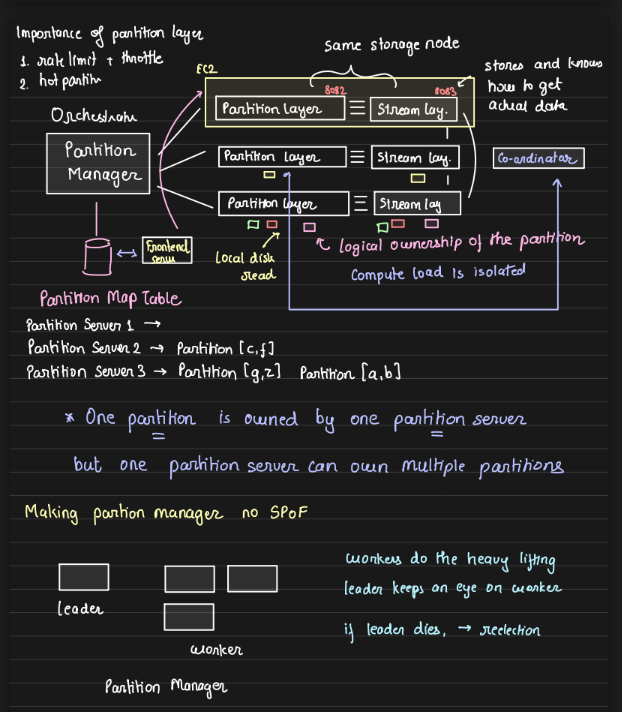 Importance of partition layer
1. rate limit + throttle
2. hot partitn
same storage node
stores and knows
how to get
actual data
EC2
8082
8083
Partition Layer
Stream lay.
Orchestrator
Partition
Manager
Partition Layer
Stream lay.
Co-ordinator
Partition Layer
Stream lay
Frontend
Local disk
read
logical ownership of the partition
Compute load is isolated
Partition Map Table
Partition Server 1 →
Partition Server 2 → Partition [c,f]
Partition Server 3 → Partition [g,z] Partition [a,b]
* One partition is owned by one partition server
but one partition server can own multiple partitions
Making partion manager no SPoF
workers do the heavy lifting
leader keeps an eye on worker
if leader dies, → reelection
leader
worker
Partition Manager